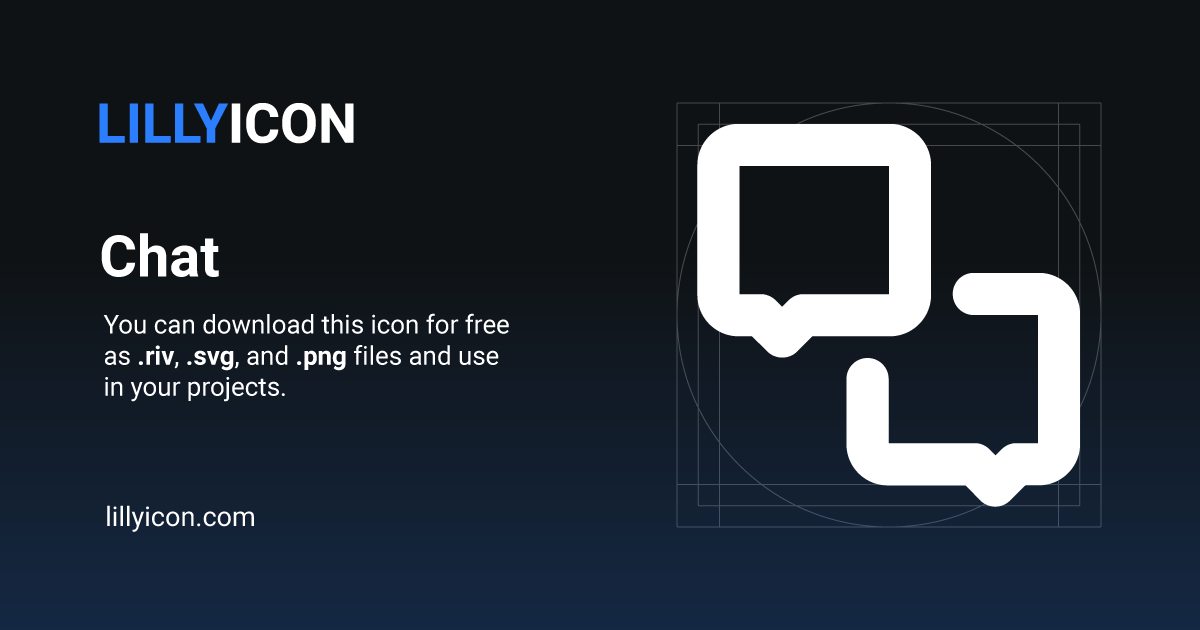 LILLYICON
Chat
You can download this icon for free
as .riv, .svg, and .png files and use
in your projects.
lillyicon.com